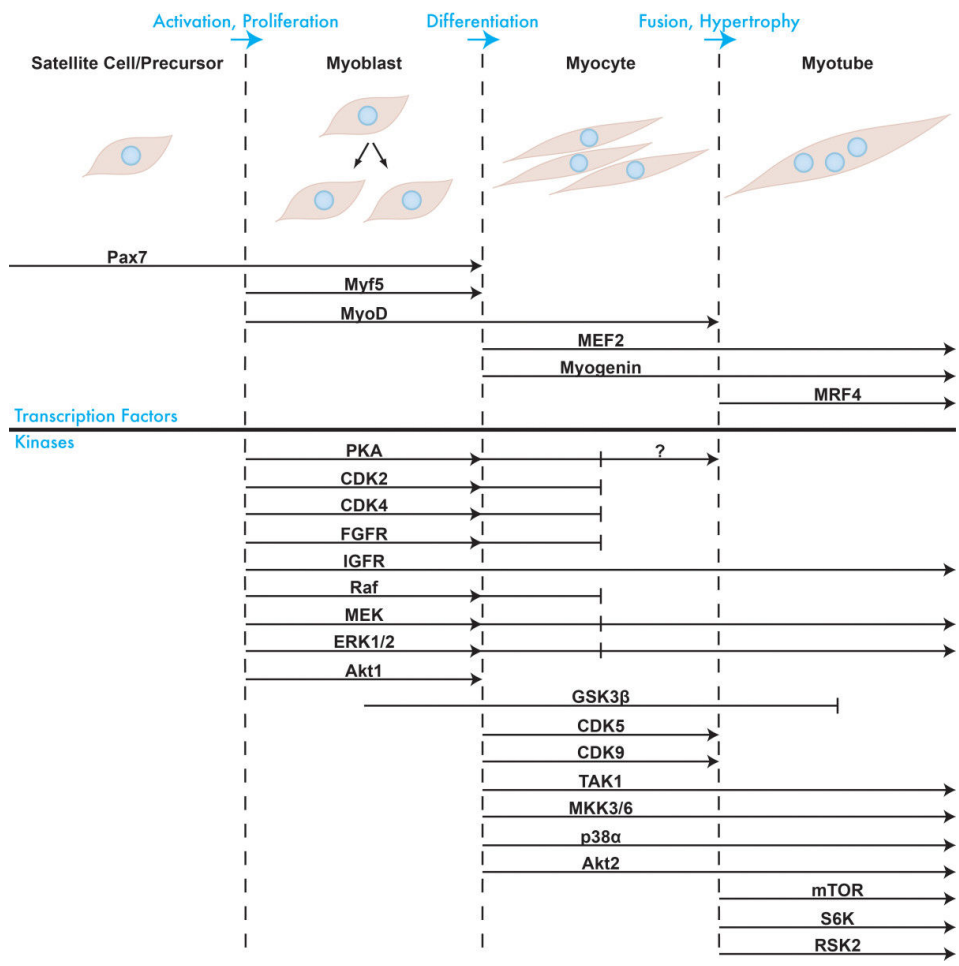 Activation, Proliferation
Differentiation
Fusion, Hypertrophy
Satellite Cell/Precursor
Myoblast
Myocyte
Myotube
Pax7
Myf5
MyoD
MEF2
Myogenin
MRF4
Transcription Factors
Kinases
PKA
?
CDK2
CDK4
FGFR
IGFR
Raf
MEK
ERK1/2
Akt1
GSK3β
CDK5
CDK9
TAK1
MKK3/6
p38α
Akt2
mTOR
S6K
RSK2